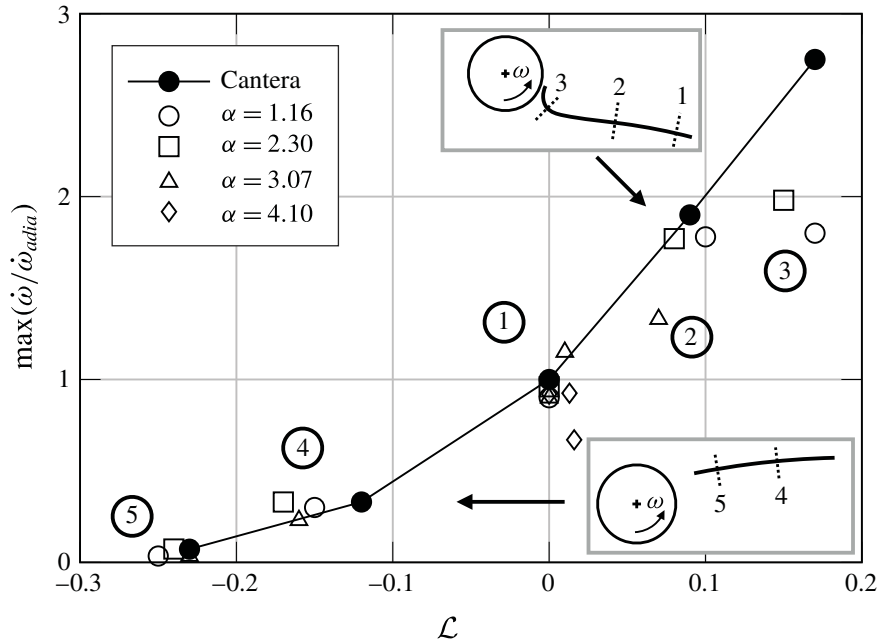 3
2
1
0
max(ω̇/ω̇adia)
Cantera
α = 1.16
α = 2.30
α = 3.07
α = 4.10
ω
3
2
1
1
2
3
4
5
ω
5
4
–0.3
–0.2
–0.1
0
0.1
0.2
ℒ